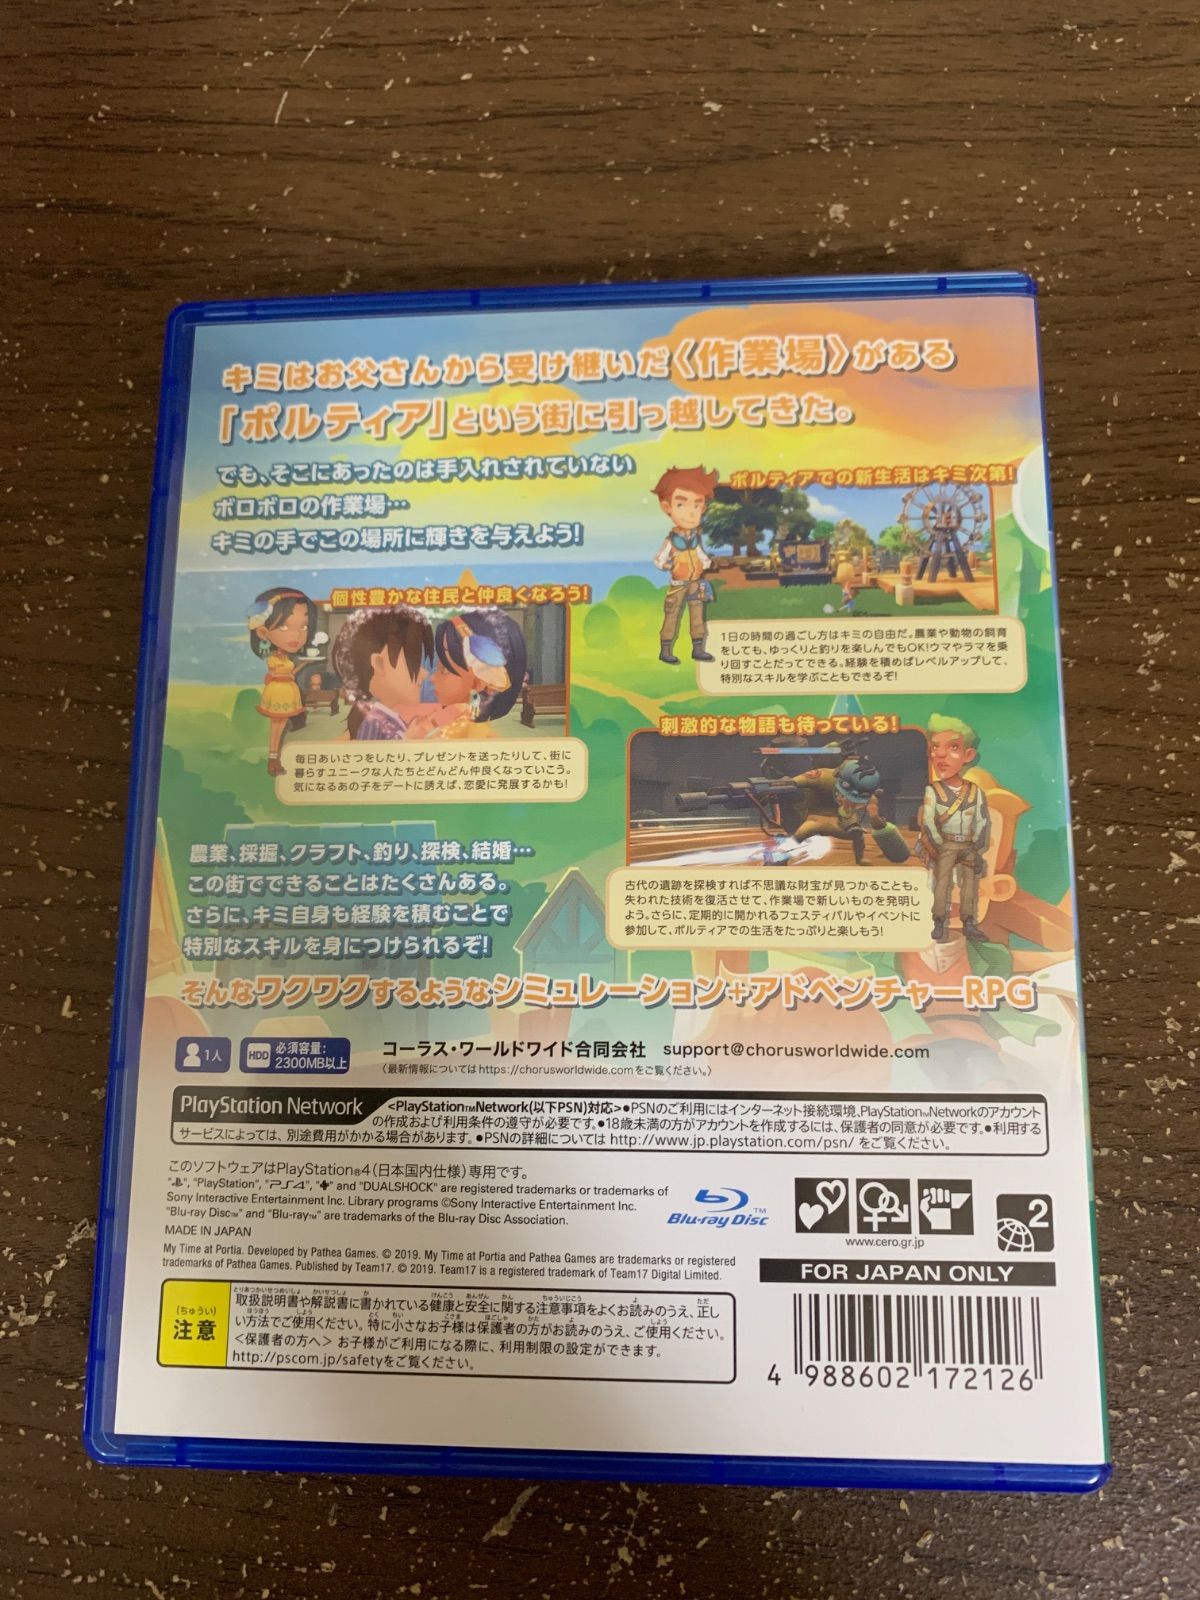 キミはお父さんから受け継いだ〈作業場〉がある
「ポルティア」という街に引っ越してきた。
でも、そこにあったのは手入れされていない
ボロボロの作業場…
キミの手でこの場所に輝きを与えよう!
ポルティアでの新生活はキミ次第!
1日の時間の過ごし方はキミの自由だ。農業や動物の飼育
をしても、ゆっくりと釣りを楽しんでもOK!ウマやラマを乗
り回すことだってできる。経験を積めばレベルアップして、
特別なスキルを学ぶこともできるぞ!
個性豊かな住民と仲良くなろう!
毎日あいさつをしたり、プレゼントを送ったりして、街に
暮らすユニークな人たちとどんどん仲良くなっていこう。
気になるあの子をデートに誘えば、恋愛に発展するかも!
刺激的な物語も待っている!
古代の遺跡を探検すれば不思議な財宝が見つかることも。
失われた技術を復活させて、作業場で新しいものを発明し
よう。さらに、定期的に開かれるフェスティバルやイベントに
参加して、ポルティアでの生活をたっぷりと楽しもう!
農業、採掘、クラフト、釣り、探検、結婚…
この街でできることはたくさんある。
さらに、キミ自身も経験を積むことで
特別なスキルを身につけられるぞ!
そんなワクワクするようなシミュレーション+アドベンチャーRPG
1人
HDD 必須容量:
2300MB以上
コーラス・ワールドワイド合同会社 support@chorusworldwide.com
〈最新情報については https://chorusworldwide.com をご覧ください。〉
PlayStation Network
<PlayStation™Network(以下PSN)対応>●PSNのご利用にはインターネット接続環境、PlayStation™Networkのアカウント
の作成および利用条件の遵守が必要です。●18歳未満の方がアカウントを作成するには、保護者の同意が必要です。●利用する
サービスによっては、別途費用がかかる場合があります。●PSNの詳細については http://www.jp.playstation.com/psn/ をご覧ください。
このソフトウェアはPlayStation®4(日本国内仕様)専用です。
"", "PlayStation", "PS4", "" and "DUALSHOCK" are registered trademarks or trademarks of
Sony Interactive Entertainment Inc. Library programs ©Sony Interactive Entertainment Inc.
"Blu-ray Disc™" and "Blu-ray™" are trademarks of the Blu-ray Disc Association.
MADE IN JAPAN
My Time at Portia. Developed by Pathea Games. © 2019. My Time at Portia and Pathea Games are trademarks or registered
trademarks of Pathea Games. Published by Team17. © 2019. Team17 is a registered trademark of Team17 Digital Limited.
Blu-ray Disc™
www.cero.gr.jp
2
FOR JAPAN ONLY
(ちゅうい)
注意
取扱説明書や解説書に書かれている健康と安全に関する注意事項をよくお読みのうえ、正し
い方法でご使用ください。特に小さなお子様は保護者の方がお読みのうえ、ご使用ください。
<保護者の方へ> お子様がご利用になる際に、利用制限の設定ができます。
http://pscom.jp/safetyをご覧ください。
4 988602 172126